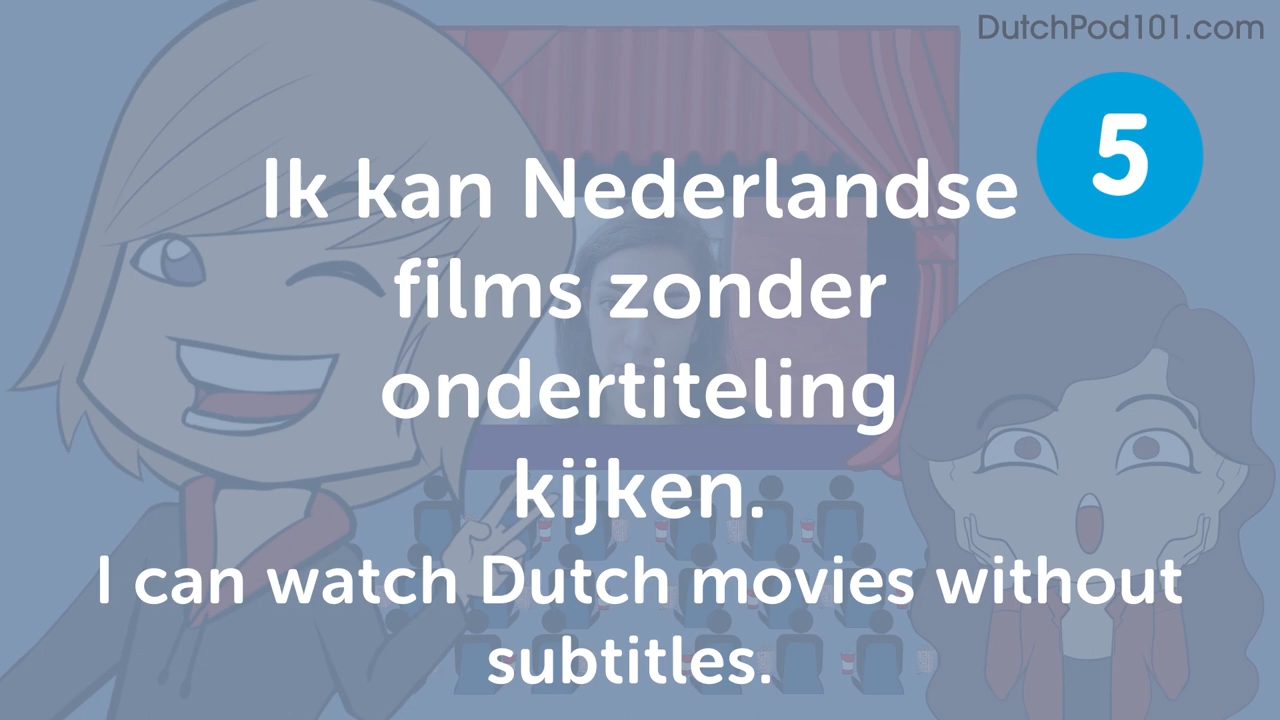 DutchPod101.com
5
Ik kan Nederlandse
films zonder
ondertiteling
kijken.
I can watch Dutch movies without
subtitles.